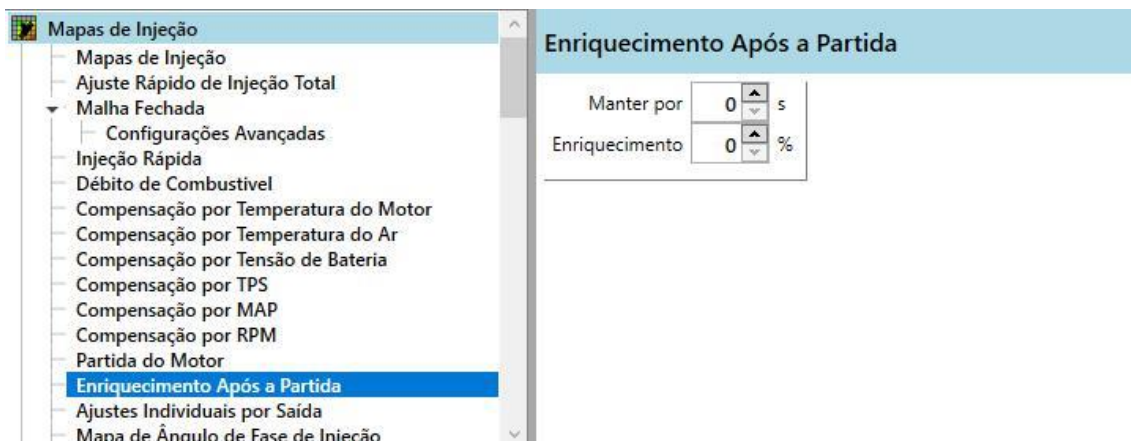 Mapas de Injeção
Mapas de Injeção
Ajuste Rápido de Injeção Total
Malha Fechada
Configurações Avançadas
Injeção Rápida
Débito de Combustivel
Compensação por Temperatura do Motor
Compensação por Temperatura do Ar
Compensação por Tensão de Bateria
Compensação por TPS
Compensação por MAP
Compensação por RPM
Partida do Motor
Enriquecimento Após a Partida
Ajustes Individuais por Saída
Mapa de Ângulo de Fase de Injeção
Enriquecimento Após a Partida
Manter por 0 s
Enriquecimento 0 %